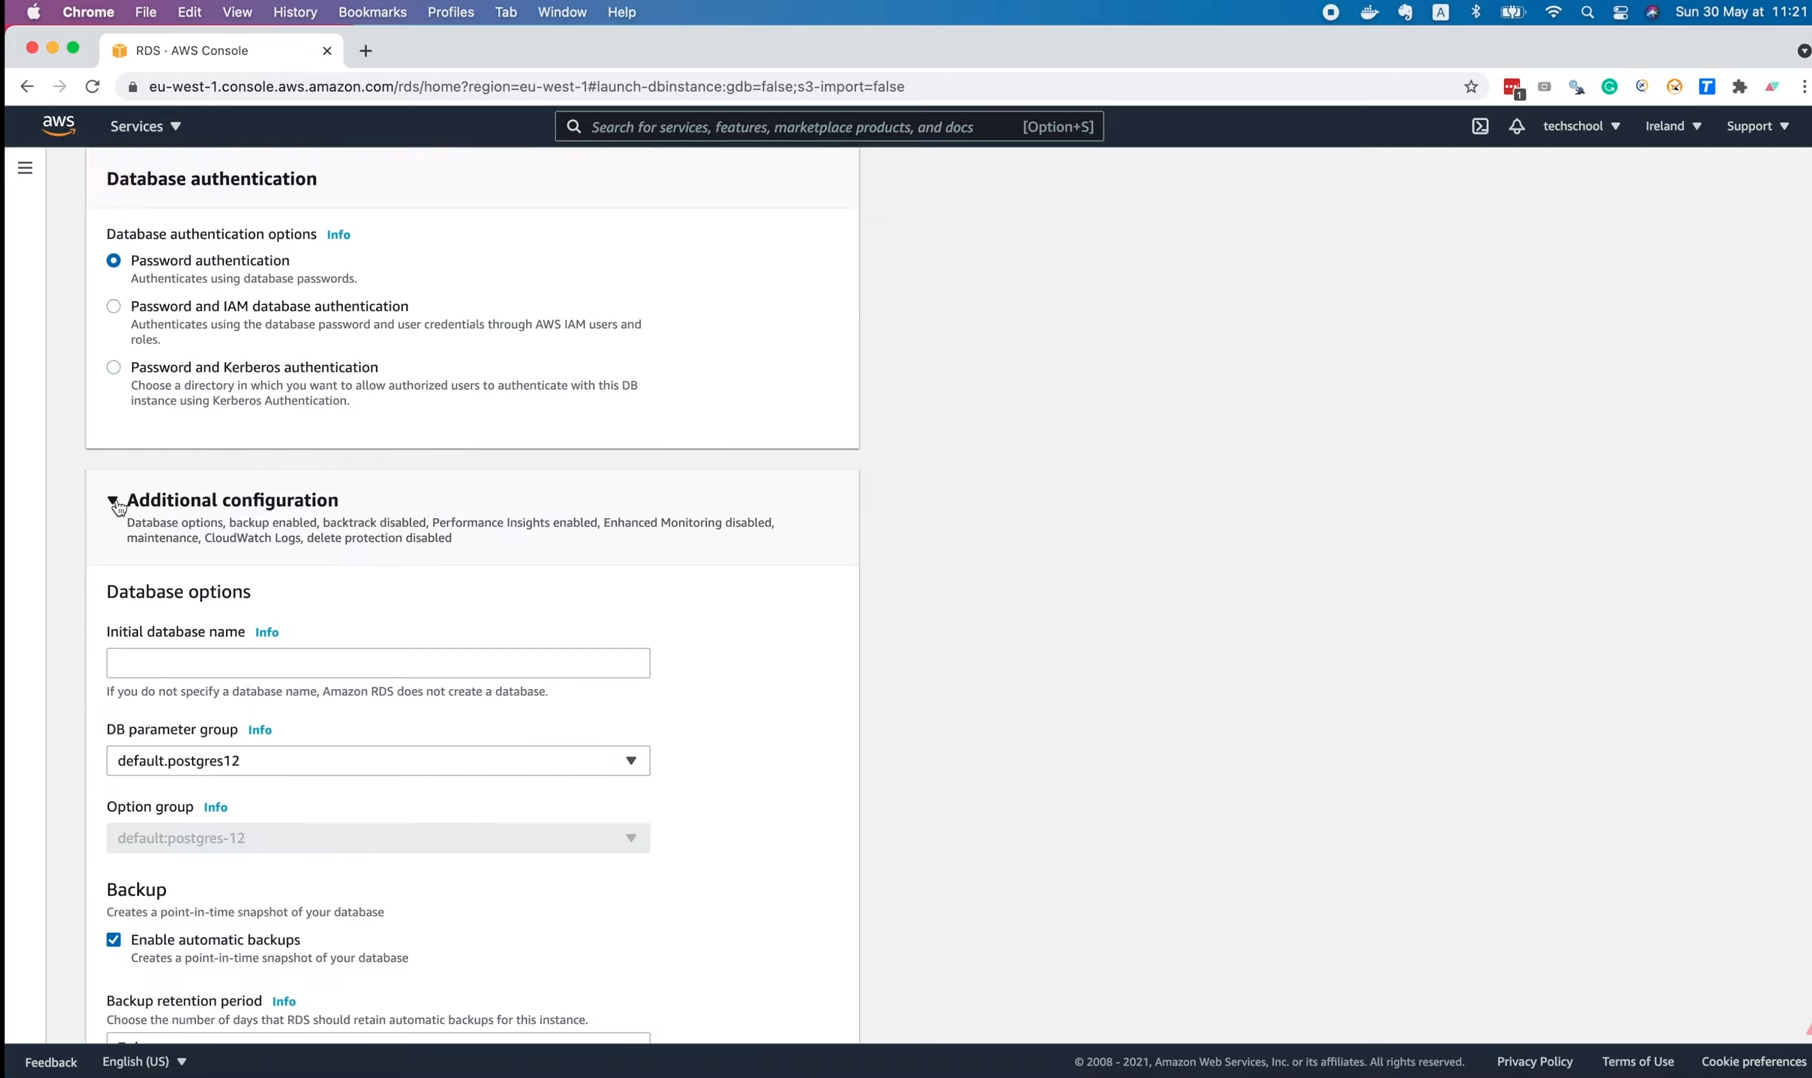 Chrome File Edit View History Bookmarks Profiles Tab Window Help A Sun 30 May at 11:21
RDS · AWS Console
eu-west-1.console.aws.amazon.com/rds/home?region=eu-west-1#launch-dbinstance:gdb=false;s3-import=false 1 T
aws Services Search for services, features, marketplace products, and docs [Option+S] techschool Ireland Support
Database authentication
Database authentication options Info
Password authentication
Authenticates using database passwords.
Password and IAM database authentication
Authenticates using the database password and user credentials through AWS IAM users and
roles.
Password and Kerberos authentication
Choose a directory in which you want to allow authorized users to authenticate with this DB
instance using Kerberos Authentication.
Additional configuration
Database options, backup enabled, backtrack disabled, Performance Insights enabled, Enhanced Monitoring disabled,
maintenance, CloudWatch Logs, delete protection disabled
Database options
Initial database name Info
If you do not specify a database name, Amazon RDS does not create a database.
DB parameter group Info
default.postgres12
Option group Info
default:postgres-12
Backup
Creates a point-in-time snapshot of your database
Enable automatic backups
Creates a point-in-time snapshot of your database
Backup retention period Info
Choose the number of days that RDS should retain automatic backups for this instance.
Feedback English (US) © 2008 - 2021, Amazon Web Services, Inc. or its affiliates. All rights reserved. Privacy Policy Terms of Use Cookie preferences